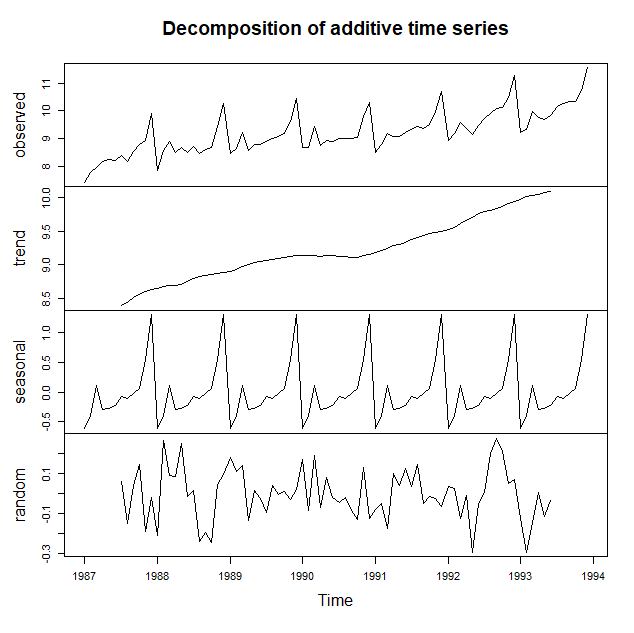 Decomposition of additive time series
observed
8 9 10 11
trend
8.5 9.0 9.5 10.0
seasonal
-0.5 0.0 0.5 1.0
random
-0.3 -0.1 0.1
1987 1988 1989 1990 1991 1992 1993 1994
Time